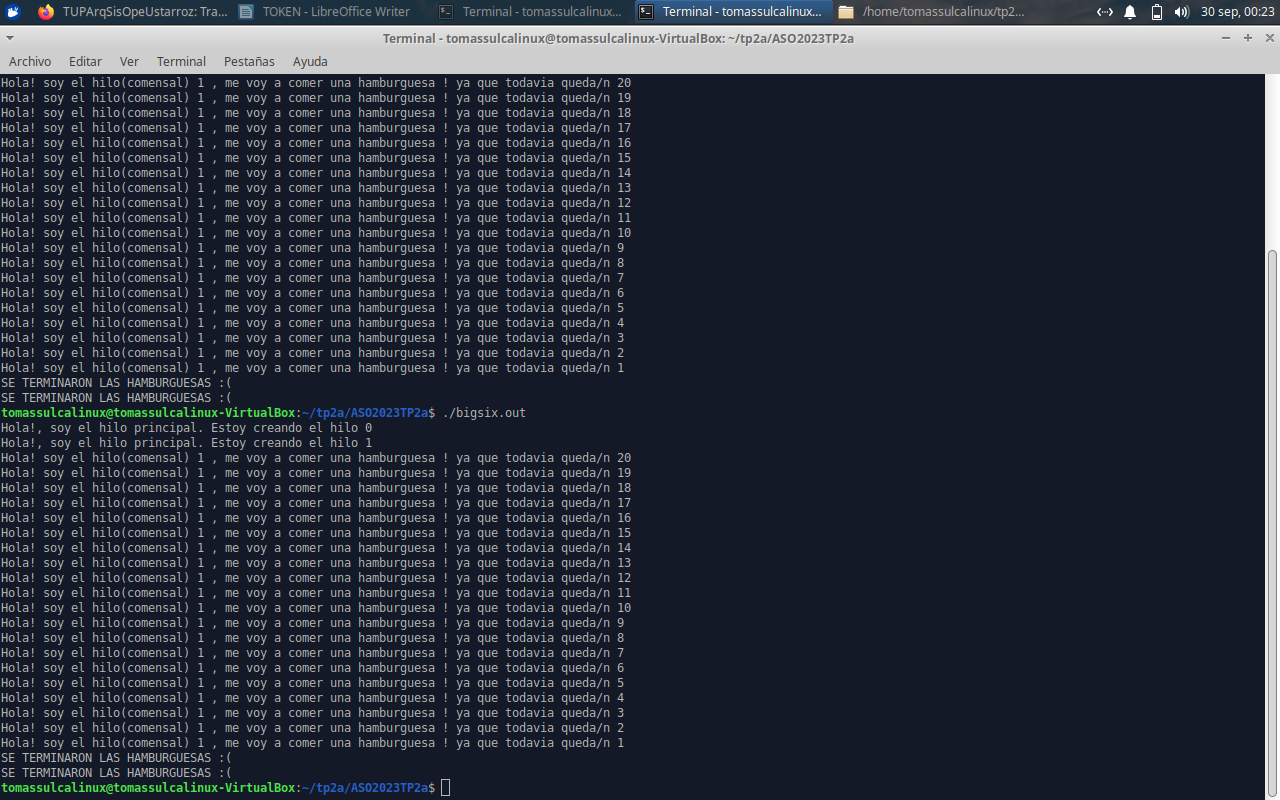 TUPArqSisOpeUstarroz: Tra... TOKEN - LibreOffice Writer Terminal - tomassulcalinux... Terminal - tomassulcalinux... /home/tomassulcalinux/tp2... 30 sep, 00:23
Terminal - tomassulcalinux@tomassulcalinux-VirtualBox: ~/tp2a/ASO2023TP2a
Archivo Editar Ver Terminal Pestañas Ayuda
Hola! soy el hilo(comensal) 1 , me voy a comer una hamburguesa ! ya que todavia queda/n 20
Hola! soy el hilo(comensal) 1 , me voy a comer una hamburguesa ! ya que todavia queda/n 19
Hola! soy el hilo(comensal) 1 , me voy a comer una hamburguesa ! ya que todavia queda/n 18
Hola! soy el hilo(comensal) 1 , me voy a comer una hamburguesa ! ya que todavia queda/n 17
Hola! soy el hilo(comensal) 1 , me voy a comer una hamburguesa ! ya que todavia queda/n 16
Hola! soy el hilo(comensal) 1 , me voy a comer una hamburguesa ! ya que todavia queda/n 15
Hola! soy el hilo(comensal) 1 , me voy a comer una hamburguesa ! ya que todavia queda/n 14
Hola! soy el hilo(comensal) 1 , me voy a comer una hamburguesa ! ya que todavia queda/n 13
Hola! soy el hilo(comensal) 1 , me voy a comer una hamburguesa ! ya que todavia queda/n 12
Hola! soy el hilo(comensal) 1 , me voy a comer una hamburguesa ! ya que todavia queda/n 11
Hola! soy el hilo(comensal) 1 , me voy a comer una hamburguesa ! ya que todavia queda/n 10
Hola! soy el hilo(comensal) 1 , me voy a comer una hamburguesa ! ya que todavia queda/n 9
Hola! soy el hilo(comensal) 1 , me voy a comer una hamburguesa ! ya que todavia queda/n 8
Hola! soy el hilo(comensal) 1 , me voy a comer una hamburguesa ! ya que todavia queda/n 7
Hola! soy el hilo(comensal) 1 , me voy a comer una hamburguesa ! ya que todavia queda/n 6
Hola! soy el hilo(comensal) 1 , me voy a comer una hamburguesa ! ya que todavia queda/n 5
Hola! soy el hilo(comensal) 1 , me voy a comer una hamburguesa ! ya que todavia queda/n 4
Hola! soy el hilo(comensal) 1 , me voy a comer una hamburguesa ! ya que todavia queda/n 3
Hola! soy el hilo(comensal) 1 , me voy a comer una hamburguesa ! ya que todavia queda/n 2
Hola! soy el hilo(comensal) 1 , me voy a comer una hamburguesa ! ya que todavia queda/n 1
SE TERMINARON LAS HAMBURGUESAS :(
SE TERMINARON LAS HAMBURGUESAS :(
tomassulcalinux@tomassulcalinux-VirtualBox:~/tp2a/ASO2023TP2a$ ./bigsix.out
Hola!, soy el hilo principal. Estoy creando el hilo 0
Hola!, soy el hilo principal. Estoy creando el hilo 1
Hola! soy el hilo(comensal) 1 , me voy a comer una hamburguesa ! ya que todavia queda/n 20
Hola! soy el hilo(comensal) 1 , me voy a comer una hamburguesa ! ya que todavia queda/n 19
Hola! soy el hilo(comensal) 1 , me voy a comer una hamburguesa ! ya que todavia queda/n 18
Hola! soy el hilo(comensal) 1 , me voy a comer una hamburguesa ! ya que todavia queda/n 17
Hola! soy el hilo(comensal) 1 , me voy a comer una hamburguesa ! ya que todavia queda/n 16
Hola! soy el hilo(comensal) 1 , me voy a comer una hamburguesa ! ya que todavia queda/n 15
Hola! soy el hilo(comensal) 1 , me voy a comer una hamburguesa ! ya que todavia queda/n 14
Hola! soy el hilo(comensal) 1 , me voy a comer una hamburguesa ! ya que todavia queda/n 13
Hola! soy el hilo(comensal) 1 , me voy a comer una hamburguesa ! ya que todavia queda/n 12
Hola! soy el hilo(comensal) 1 , me voy a comer una hamburguesa ! ya que todavia queda/n 11
Hola! soy el hilo(comensal) 1 , me voy a comer una hamburguesa ! ya que todavia queda/n 10
Hola! soy el hilo(comensal) 1 , me voy a comer una hamburguesa ! ya que todavia queda/n 9
Hola! soy el hilo(comensal) 1 , me voy a comer una hamburguesa ! ya que todavia queda/n 8
Hola! soy el hilo(comensal) 1 , me voy a comer una hamburguesa ! ya que todavia queda/n 7
Hola! soy el hilo(comensal) 1 , me voy a comer una hamburguesa ! ya que todavia queda/n 6
Hola! soy el hilo(comensal) 1 , me voy a comer una hamburguesa ! ya que todavia queda/n 5
Hola! soy el hilo(comensal) 1 , me voy a comer una hamburguesa ! ya que todavia queda/n 4
Hola! soy el hilo(comensal) 1 , me voy a comer una hamburguesa ! ya que todavia queda/n 3
Hola! soy el hilo(comensal) 1 , me voy a comer una hamburguesa ! ya que todavia queda/n 2
Hola! soy el hilo(comensal) 1 , me voy a comer una hamburguesa ! ya que todavia queda/n 1
SE TERMINARON LAS HAMBURGUESAS :(
SE TERMINARON LAS HAMBURGUESAS :(
tomassulcalinux@tomassulcalinux-VirtualBox:~/tp2a/ASO2023TP2a$